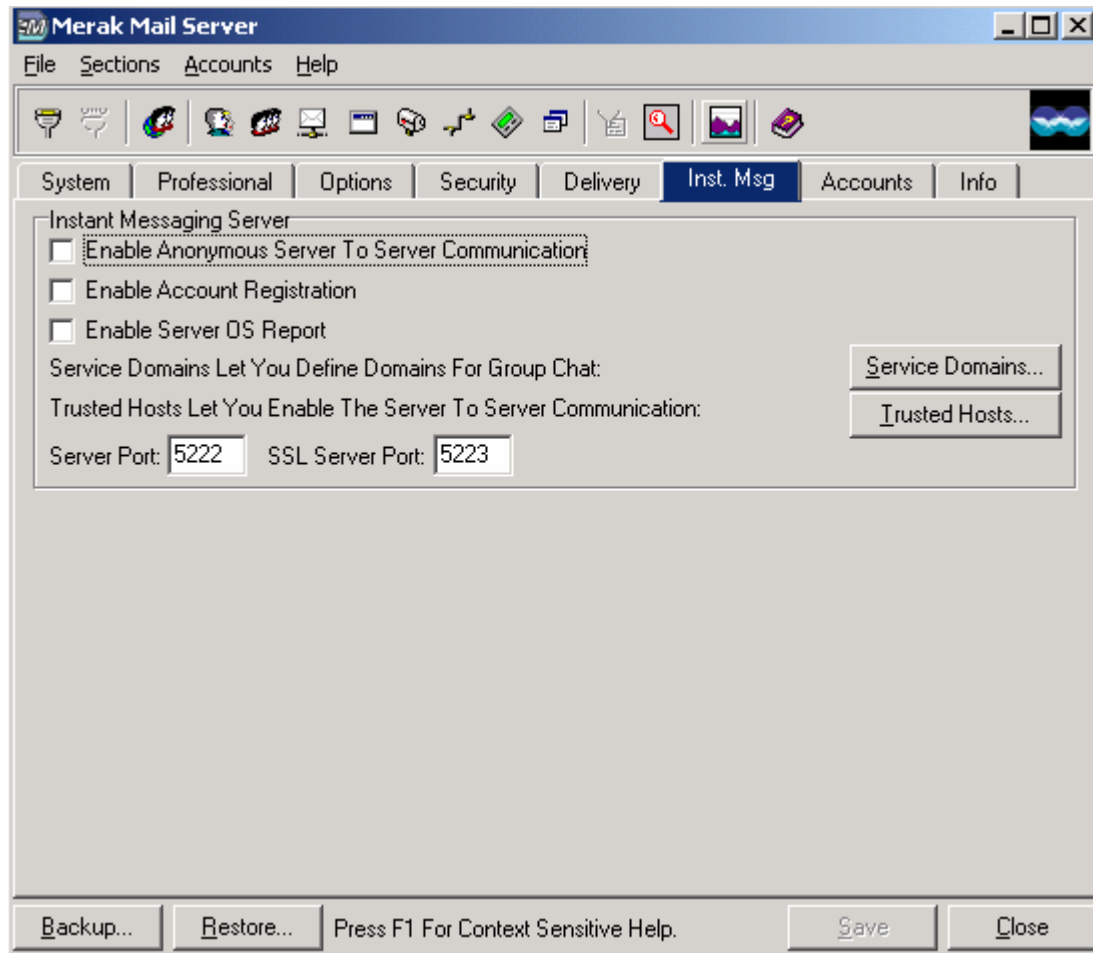 Merak Mail Server
File Sections Accounts Help
System Professional Options Security Delivery Inst. Msg Accounts Info
Instant Messaging Server
Enable Anonymous Server To Server Communication
Enable Account Registration
Enable Server OS Report
Service Domains Let You Define Domains For Group Chat: Service Domains...
Trusted Hosts Let You Enable The Server To Server Communication: Trusted Hosts...
Server Port: 5222 SSL Server Port: 5223
Backup... Restore... Press F1 For Context Sensitive Help. Save Close